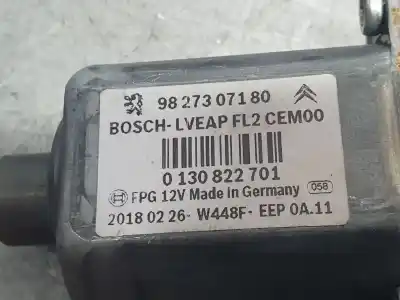 98 273 071 80
BOSCH- LVEAP FL2 CEM00
0 130 822 701
FPG 12V Made in Germany 058
2018 02 26- W448F- EEP 0A.11